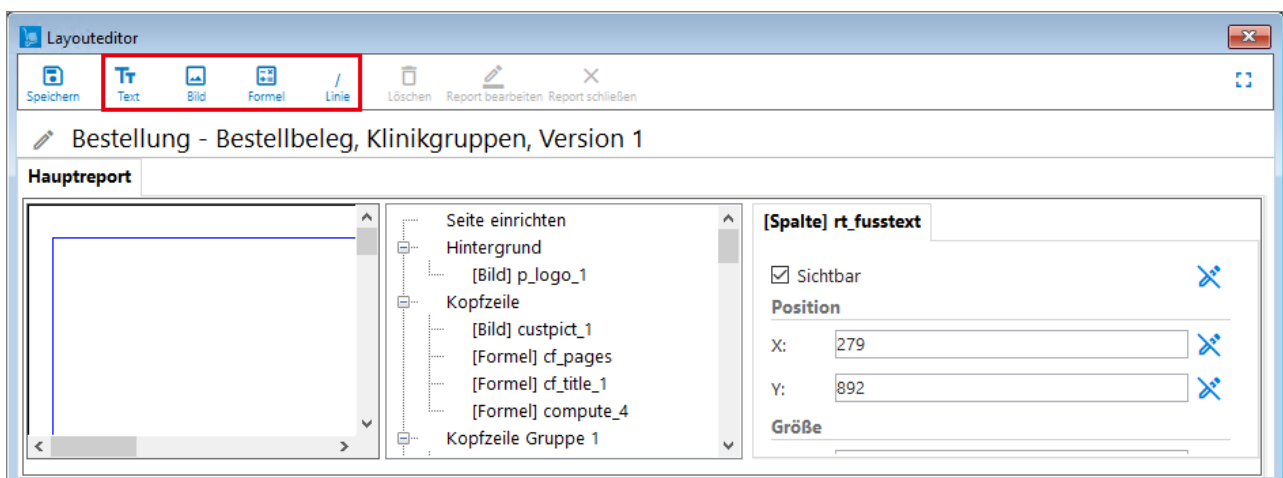 Layouteditor
Speichern Text Bild Formel Linie Löschen Report bearbeiten Report schließen
Bestellung - Bestellbeleg, Klinikgruppen, Version 1
Hauptreport
Seite einrichten
Hintergrund
[Bild] p_logo_1
Kopfzeile
[Bild] custpict_1
[Formel] cf_pages
[Formel] cf_title_1
[Formel] compute_4
Kopfzeile Gruppe 1
[Spalte] rt_fusstext
Sichtbar
Position
X: 279
Y: 892
Größe